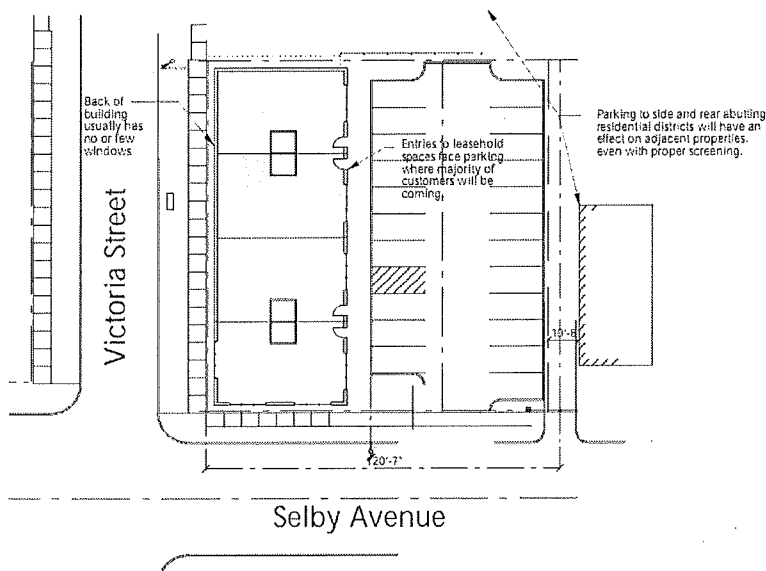 Back of
building
usually has
no or few
windows
Entries to leasehold
spaces face parking
where majority of
customers will be
coming.
Parking to side and rear abutting
residential districts will have an
effect on adjacent properties,
even with proper screening.
Victoria Street
20'-7"
Selby Avenue